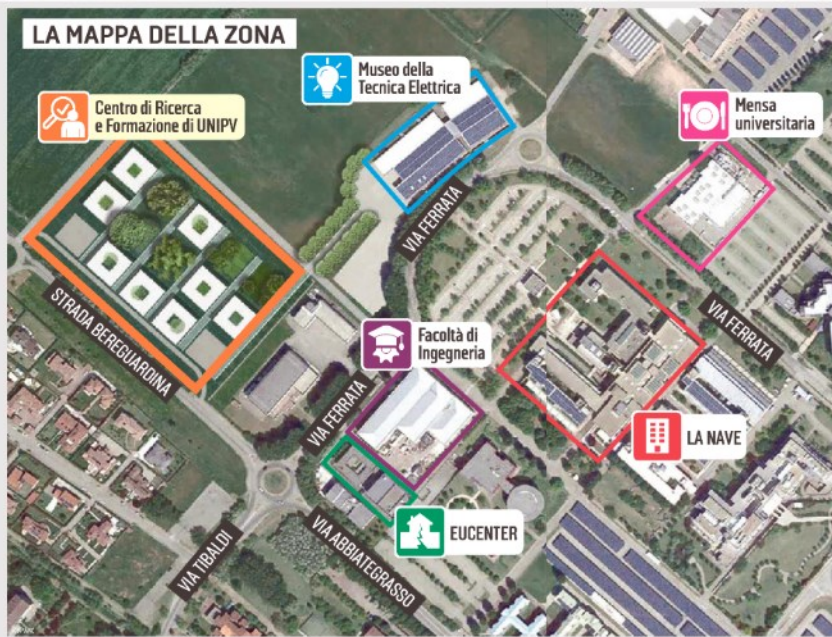 LA MAPPA DELLA ZONA
Centro di Ricerca
e Formazione di UNIPV
Museo della
Tecnica Elettrica
Mensa
universitaria
VIA FERRATA
STRADA BEREGUARDINA
Facoltà di
Ingegneria
VIA FERRATA
VIA FERRATA
LA NAVE
EUCENTER
VIA TIBALDI
VIA ABBIATEGRASSO